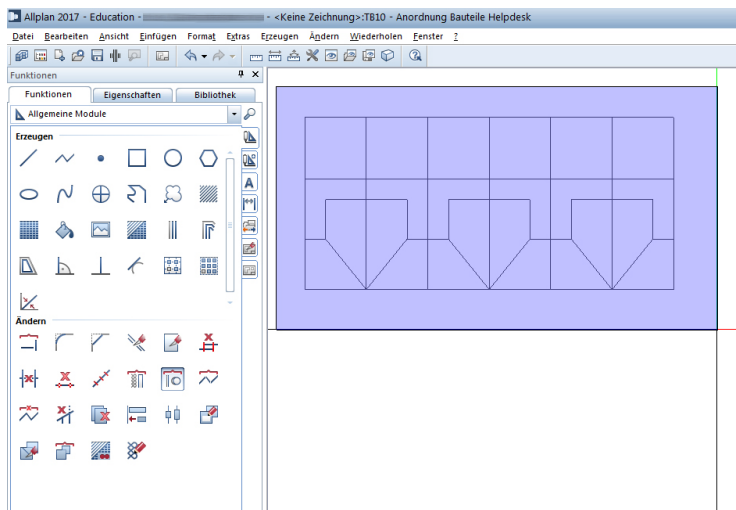 Allplan 2017 - Education - - <Keine Zeichnung>:TB10 - Anordnung Bauteile Helpdesk
Datei Bearbeiten Ansicht Einfügen Format Extras Erzeugen Ändern Wiederholen Fenster ?
Funktionen
Funktionen Eigenschaften Bibliothek
Allgemeine Module
Erzeugen
A
Ändern